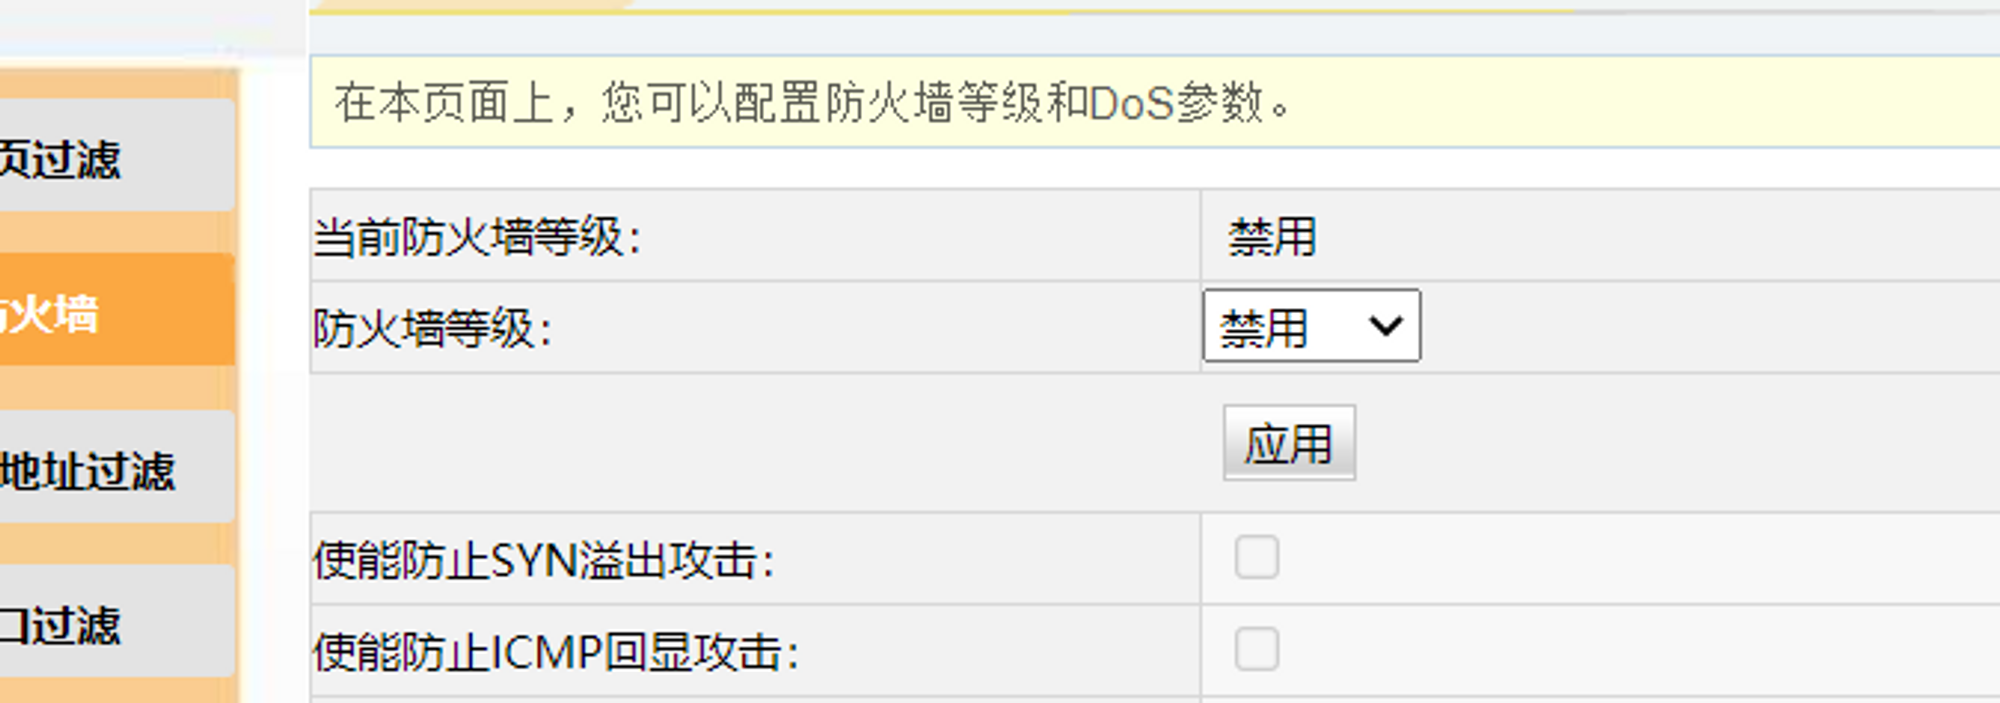 在本页面上，您可以配置防火墙等级和DoS参数。
页过滤
当前防火墙等级： 禁用
防火墙
防火墙等级： 禁用
应用
地址过滤
使能防止SYN溢出攻击：
口过滤
使能防止ICMP回显攻击：